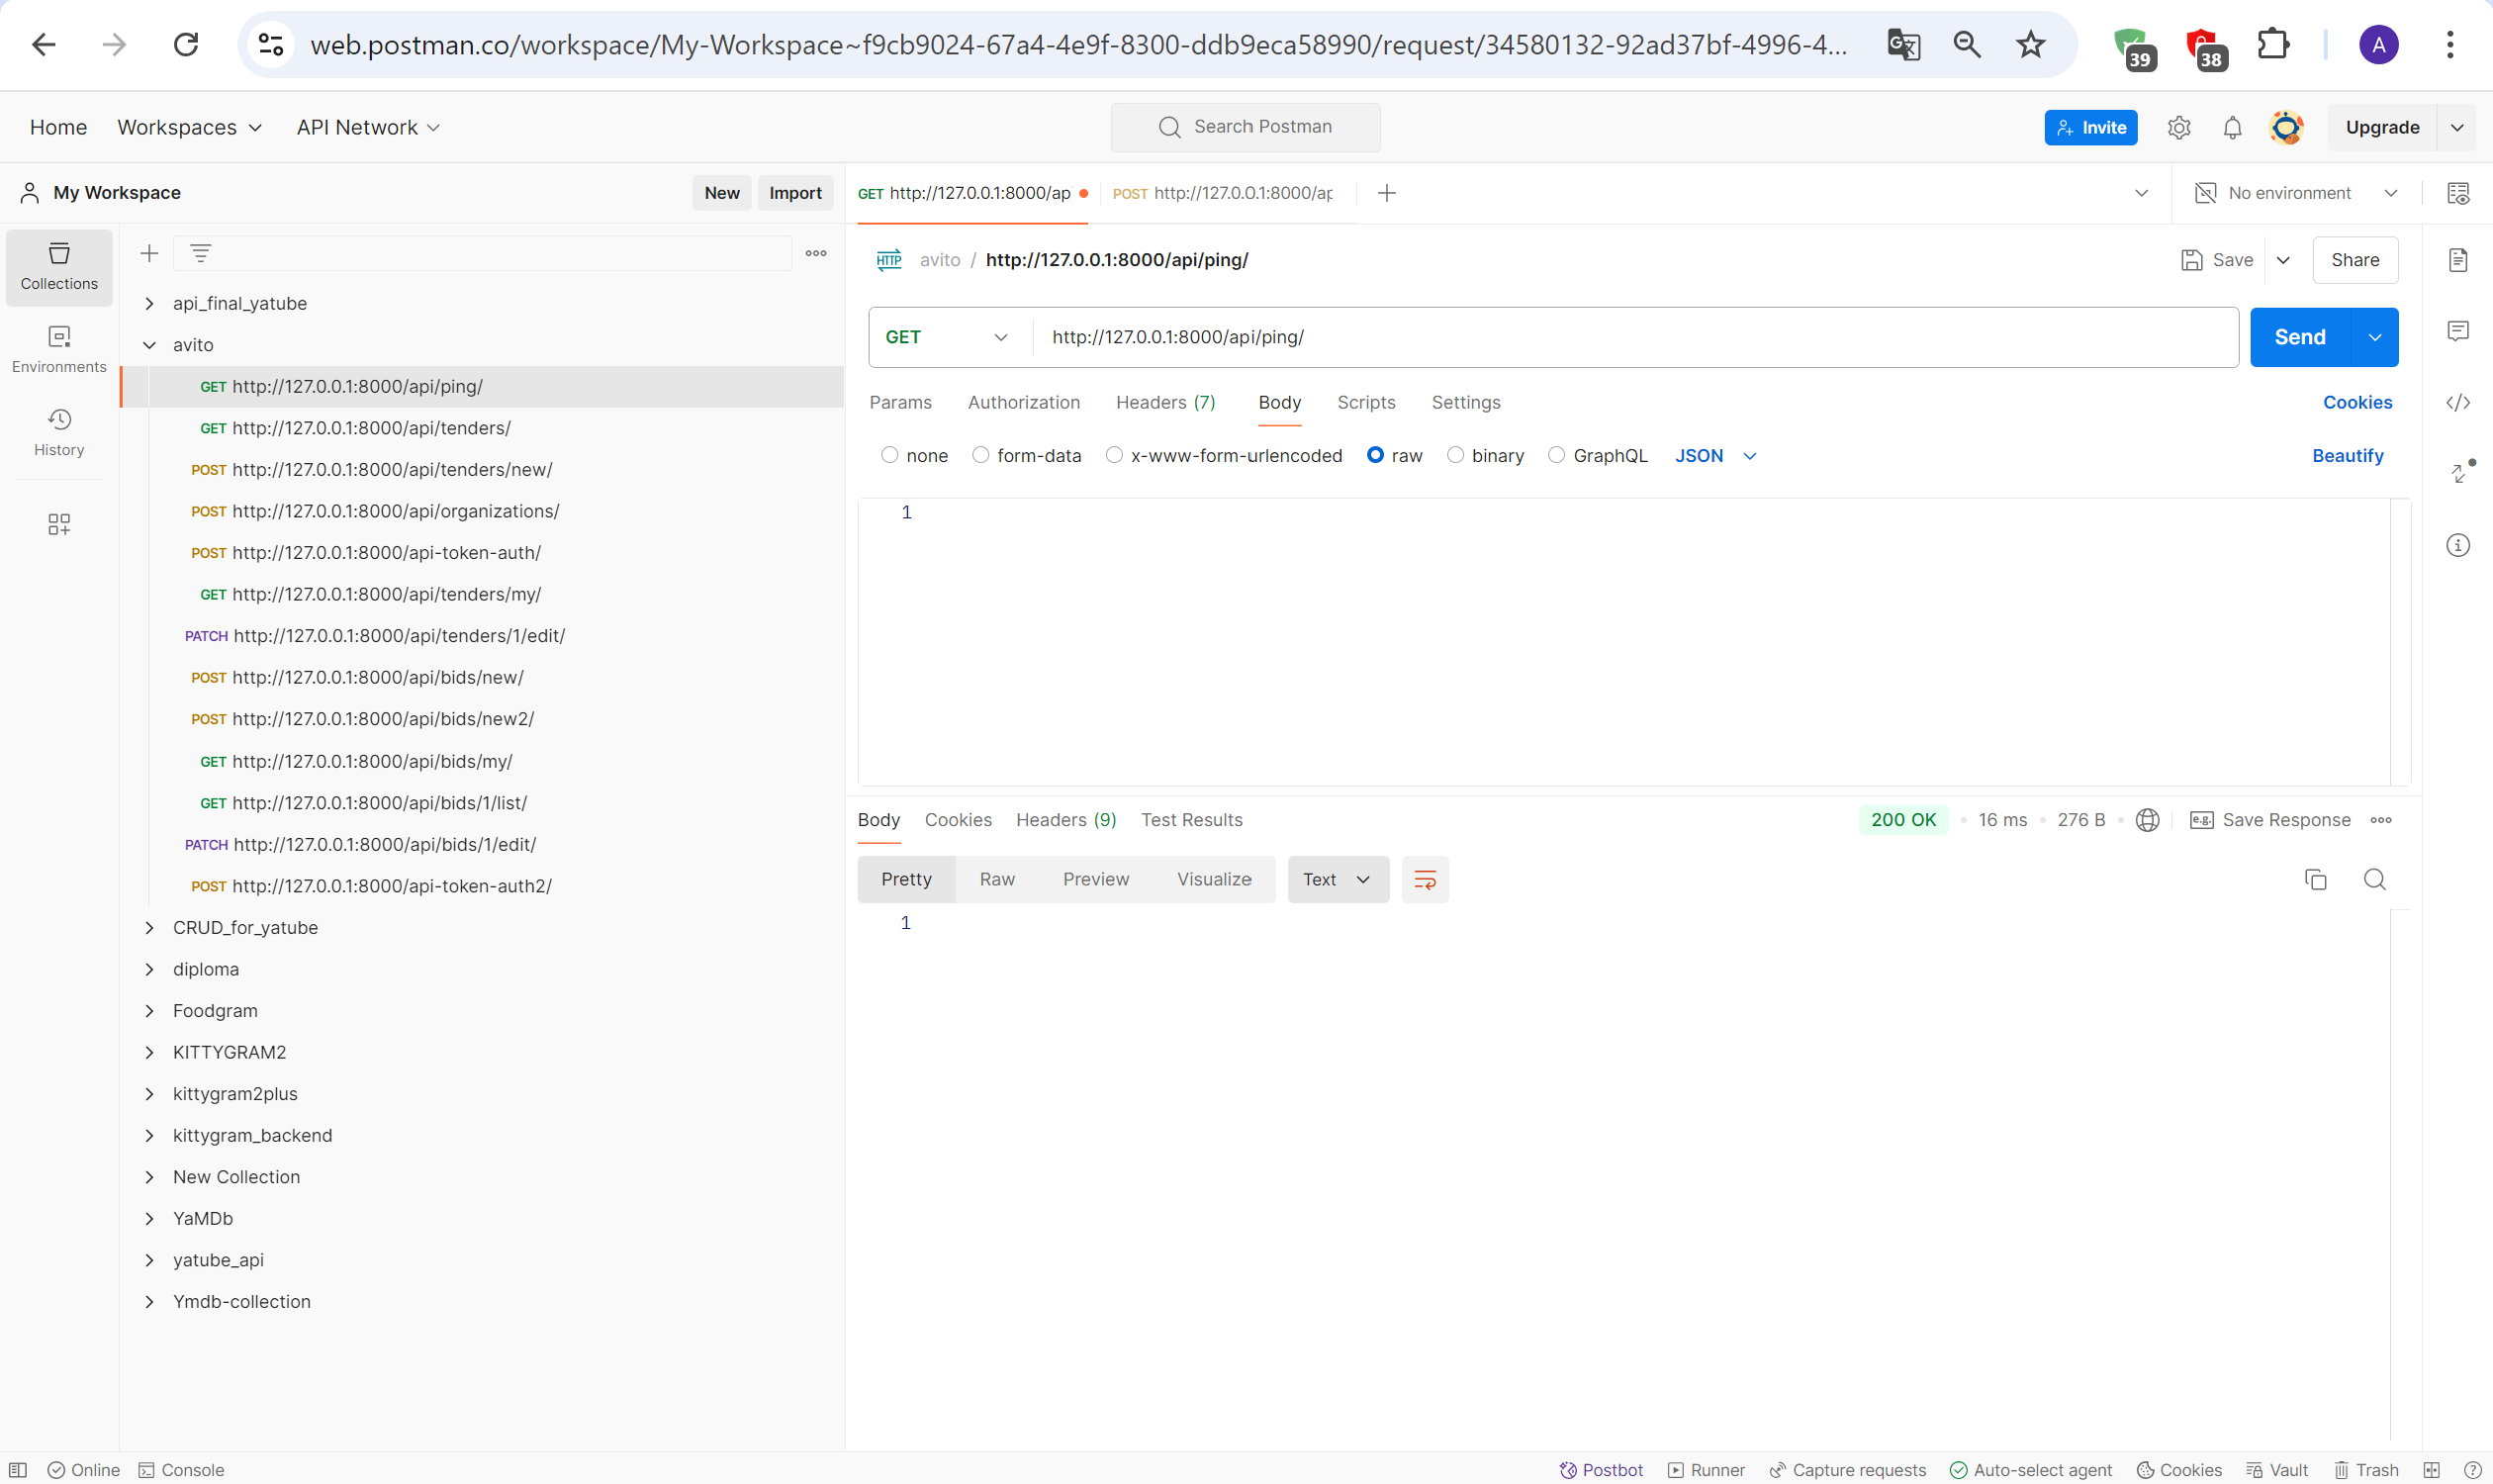 web.postman.co/workspace/My-Workspace~f9cb9024-67a4-4e9f-8300-ddb9eca58990/request/34580132-92ad37bf-4996-4...
39
38
A
Home
Workspaces
API Network
Search Postman
Invite
Upgrade
My Workspace
New
Import
GET http://127.0.0.1:8000/ap
POST http://127.0.0.1:8000/ap
No environment
Collections
Environments
History
api_final_yatube
avito
GET http://127.0.0.1:8000/api/ping/
GET http://127.0.0.1:8000/api/tenders/
POST http://127.0.0.1:8000/api/tenders/new/
POST http://127.0.0.1:8000/api/organizations/
POST http://127.0.0.1:8000/api-token-auth/
GET http://127.0.0.1:8000/api/tenders/my/
PATCH http://127.0.0.1:8000/api/tenders/1/edit/
POST http://127.0.0.1:8000/api/bids/new/
POST http://127.0.0.1:8000/api/bids/new2/
GET http://127.0.0.1:8000/api/bids/my/
GET http://127.0.0.1:8000/api/bids/1/list/
PATCH http://127.0.0.1:8000/api/bids/1/edit/
POST http://127.0.0.1:8000/api-token-auth2/
CRUD_for_yatube
diploma
Foodgram
KITTYGRAM2
kittygram2plus
kittygram_backend
New Collection
YaMDb
yatube_api
Ymdb-collection
HTTP avito / http://127.0.0.1:8000/api/ping/
Save
Share
GET
http://127.0.0.1:8000/api/ping/
Send
Params
Authorization
Headers (7)
Body
Scripts
Settings
Cookies
none
form-data
x-www-form-urlencoded
raw
binary
GraphQL
JSON
Beautify
1
Body
Cookies
Headers (9)
Test Results
200 OK
16 ms
276 B
e.g. Save Response
Pretty
Raw
Preview
Visualize
Text
1
Online
Console
Postbot
Runner
Capture requests
Auto-select agent
Cookies
Vault
Trash